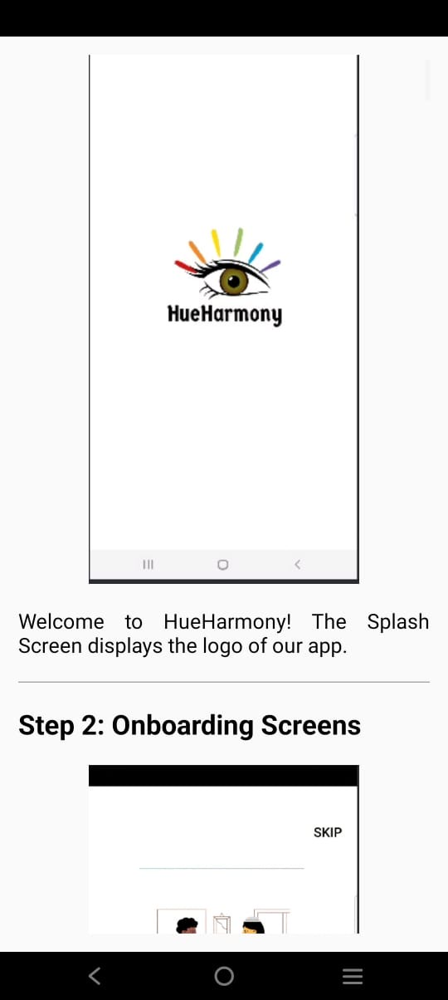 HueHarmony
Welcome to HueHarmony! The Splash
Screen displays the logo of our app.
Step 2: Onboarding Screens
SKIP